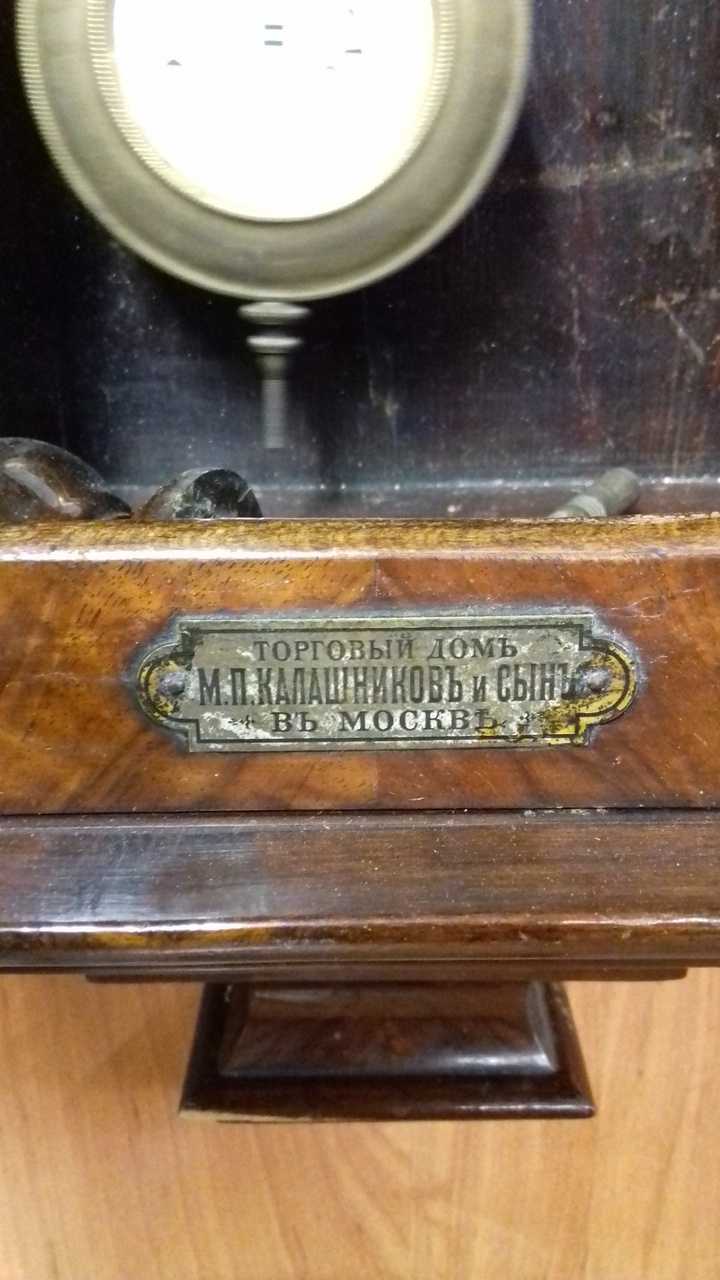 ТОРГОВЫЙ ДОМЪ
М.П.КАЛАШНИКОВЪ и СЫНЪ
ВЪ МОСКВѢ